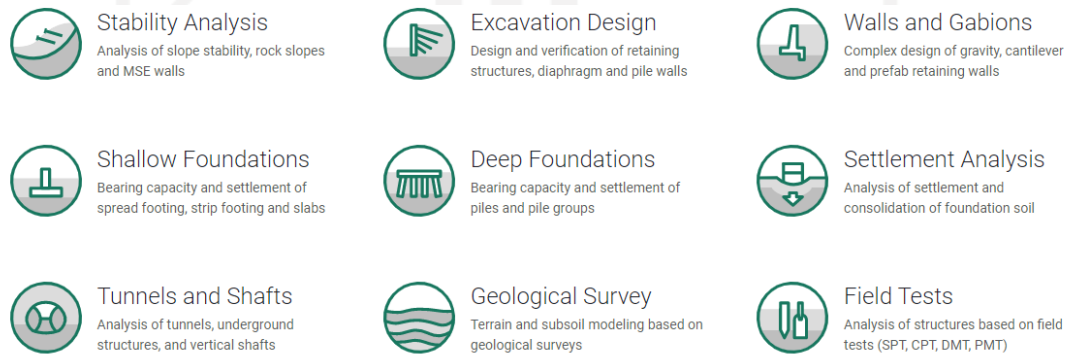 Stability Analysis
Analysis of slope stability, rock slopes
and MSE walls
Excavation Design
Design and verification of retaining
structures, diaphragm and pile walls
Walls and Gabions
Complex design of gravity, cantilever
and prefab retaining walls
Shallow Foundations
Bearing capacity and settlement of
spread footing, strip footing and slabs
Deep Foundations
Bearing capacity and settlement of
piles and pile groups
Settlement Analysis
Analysis of settlement and
consolidation of foundation soil
Tunnels and Shafts
Analysis of tunnels, underground
structures, and vertical shafts
Geological Survey
Terrain and subsoil modeling based on
geological surveys
Field Tests
Analysis of structures based on field
tests (SPT, CPT, DMT, PMT)